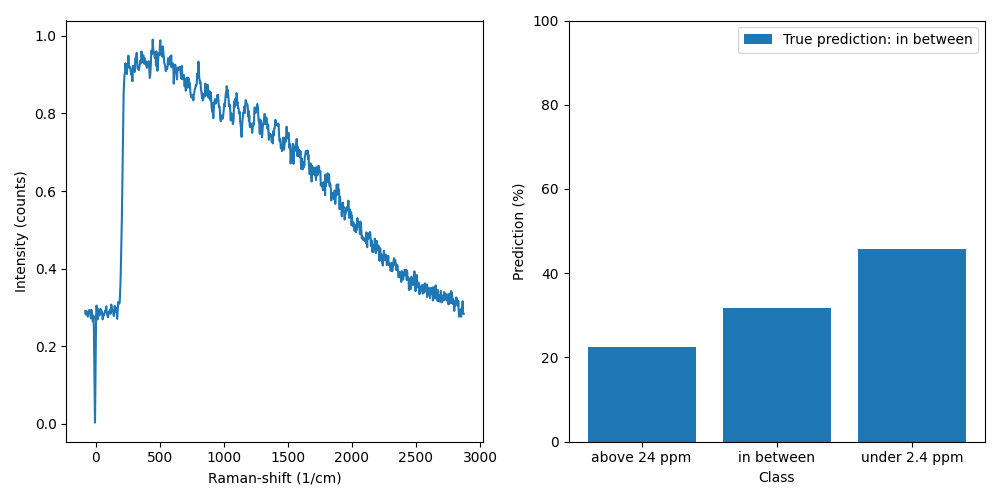 1.0
0.8
0.6
0.4
0.2
0.0
Intensity (counts)
0
500
1000
1500
2000
2500
3000
Raman-shift (1/cm)
100
80
60
40
20
0
Prediction (%)
True prediction: in between
above 24 ppm
in between
under 2.4 ppm
Class